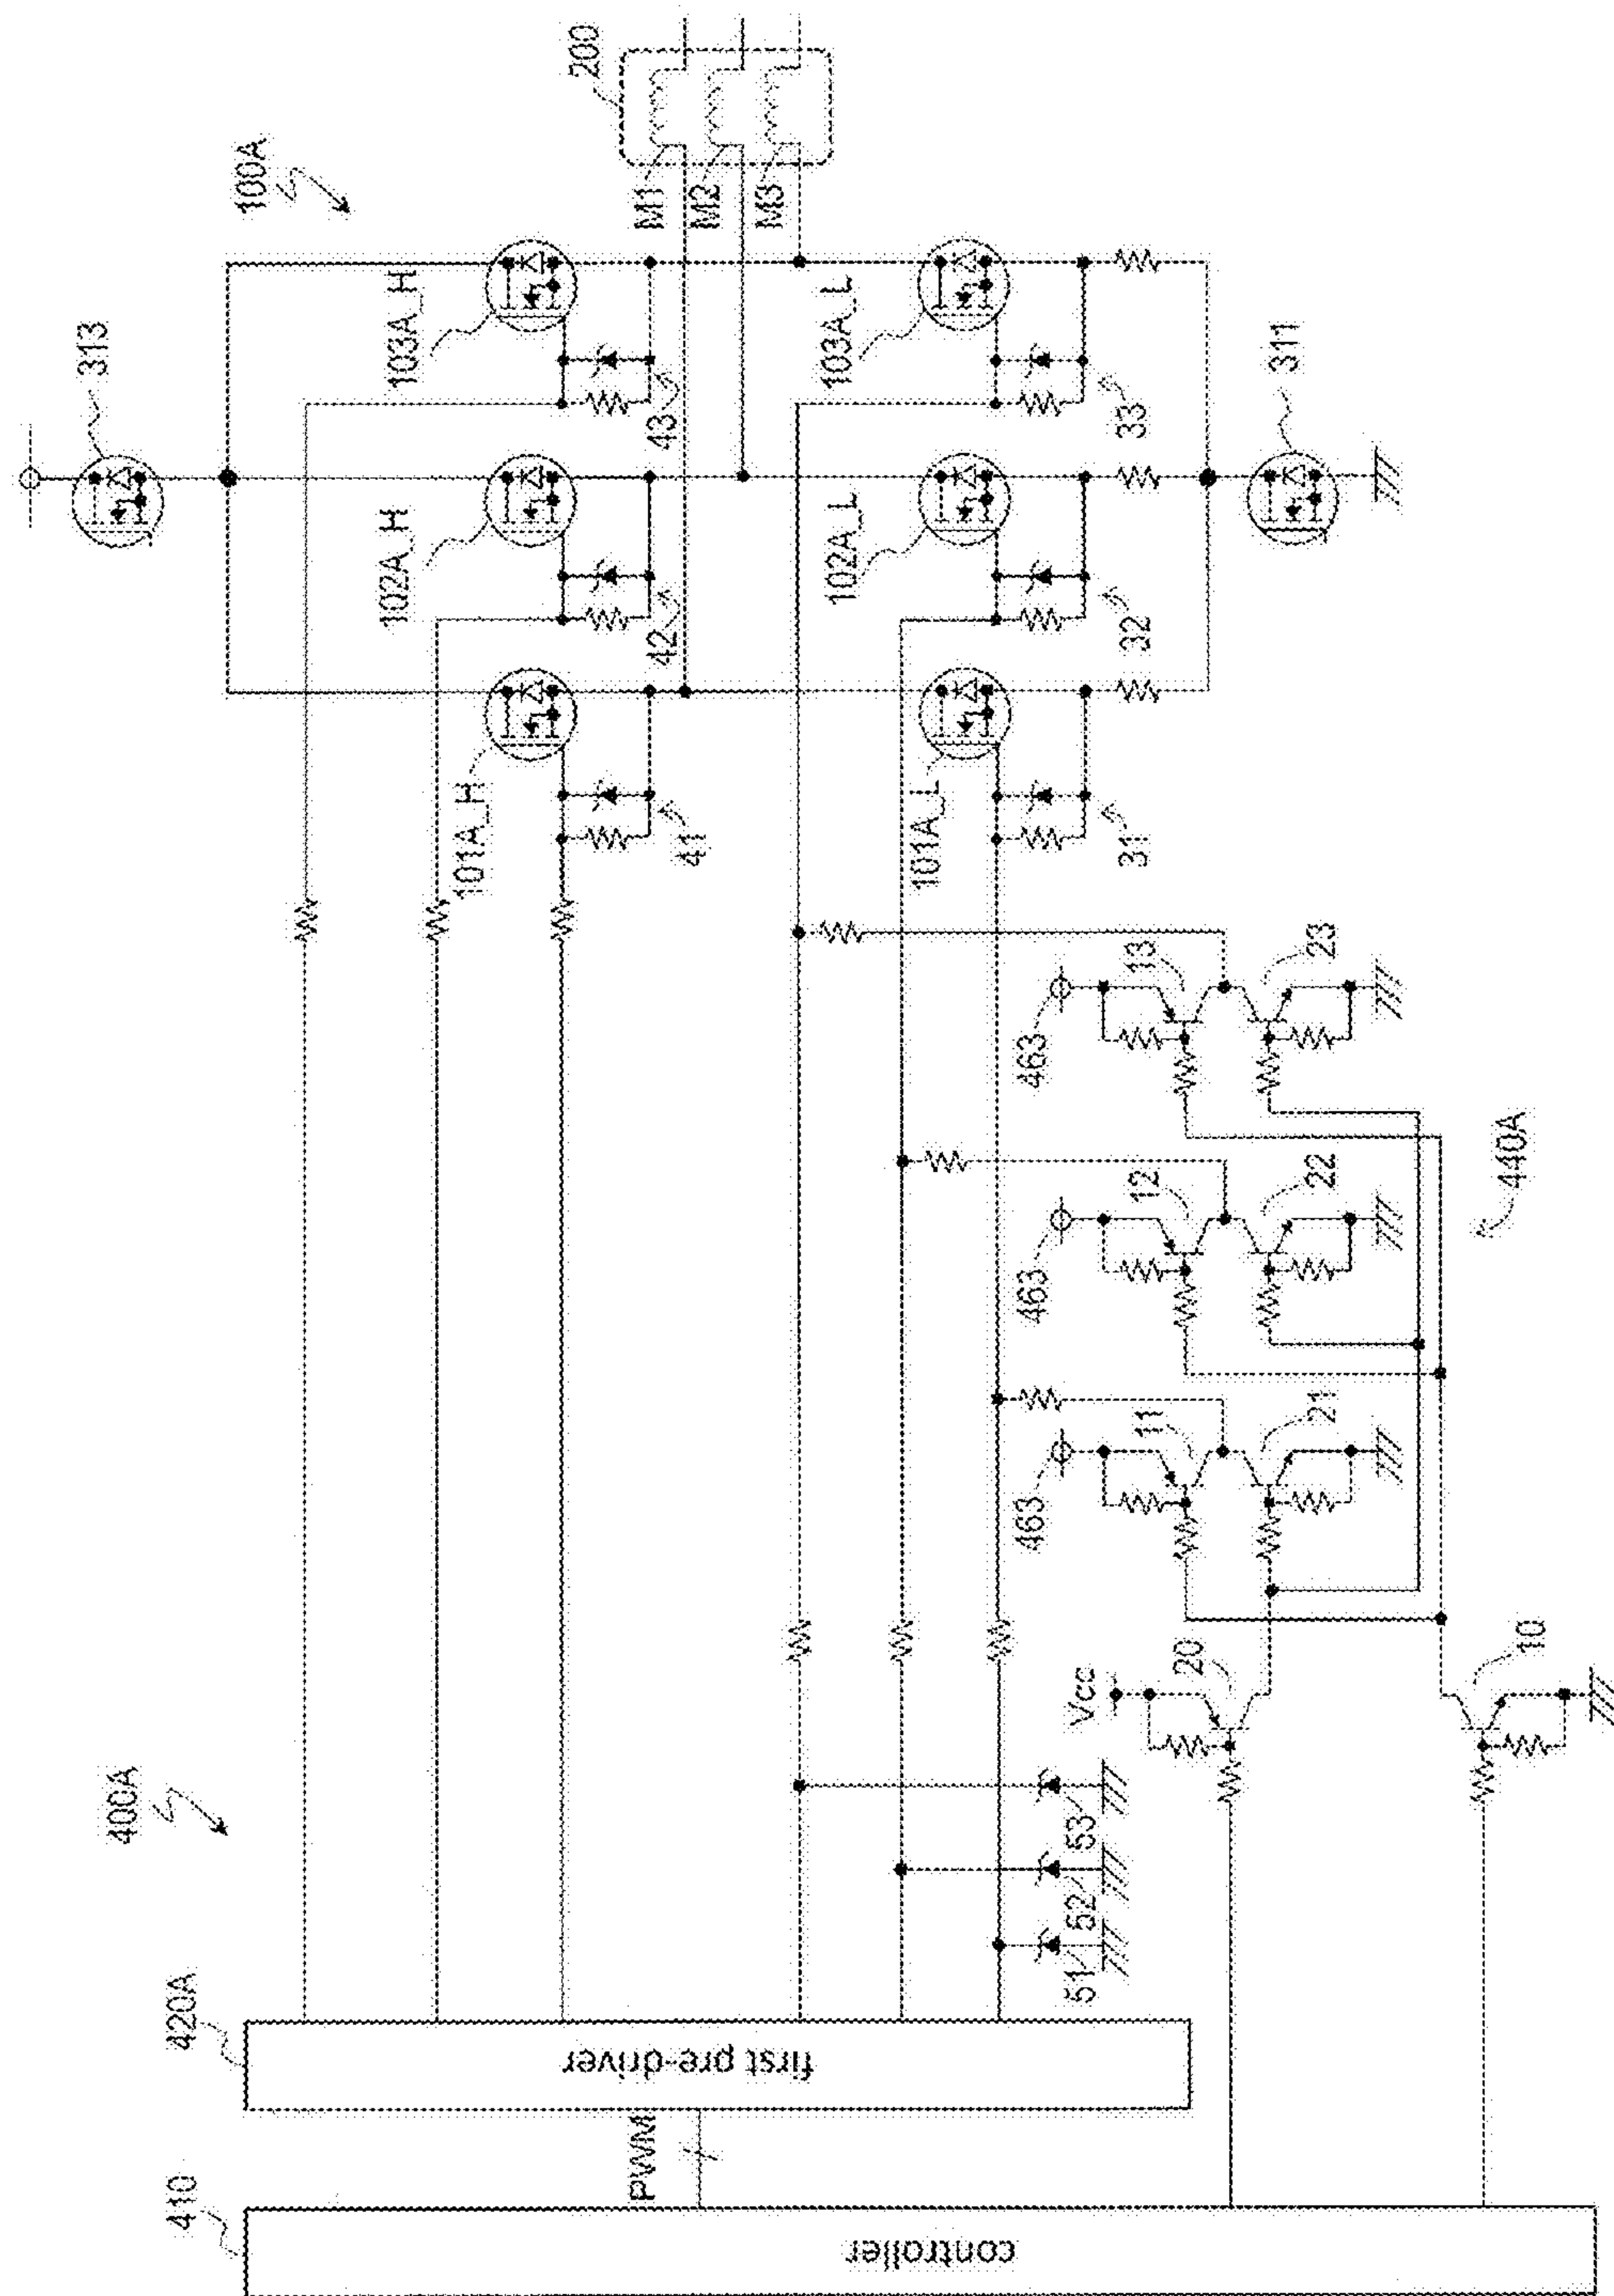 313
100A
200
M1
M2
M3
103A_H
102A_H
101A_H
43
42
41
103A_L
102A_L
101A_L
33
32
31
311
400A
420A
first pre-driver
410
controller
PWM
51
52
53
463
463
463
11
12
13
21
22
23
Vcc
20
10
440A